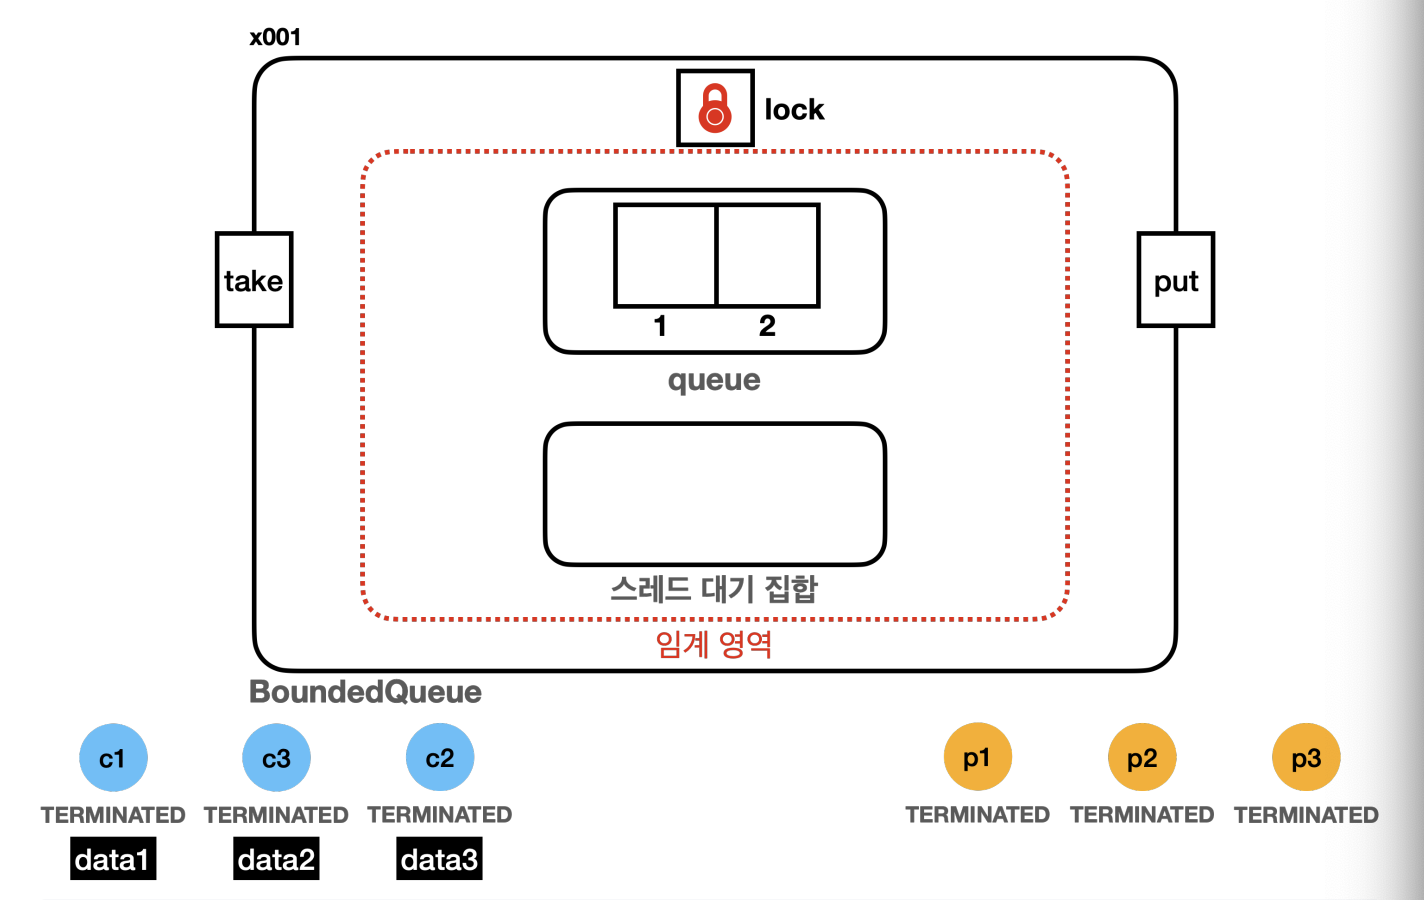 x001
lock
take
put
1 2
queue
스레드 대기 집합
임계 영역
BoundedQueue
c1 c3 c2 p1 p2 p3
TERMINATED TERMINATED TERMINATED TERMINATED TERMINATED TERMINATED
data1 data2 data3